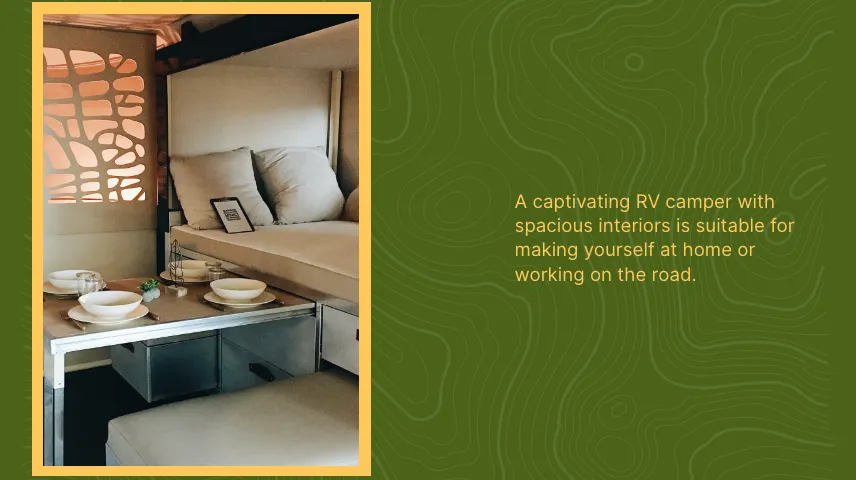 A captivating RV camper with
spacious interiors is suitable for
making yourself at home or
working on the road.